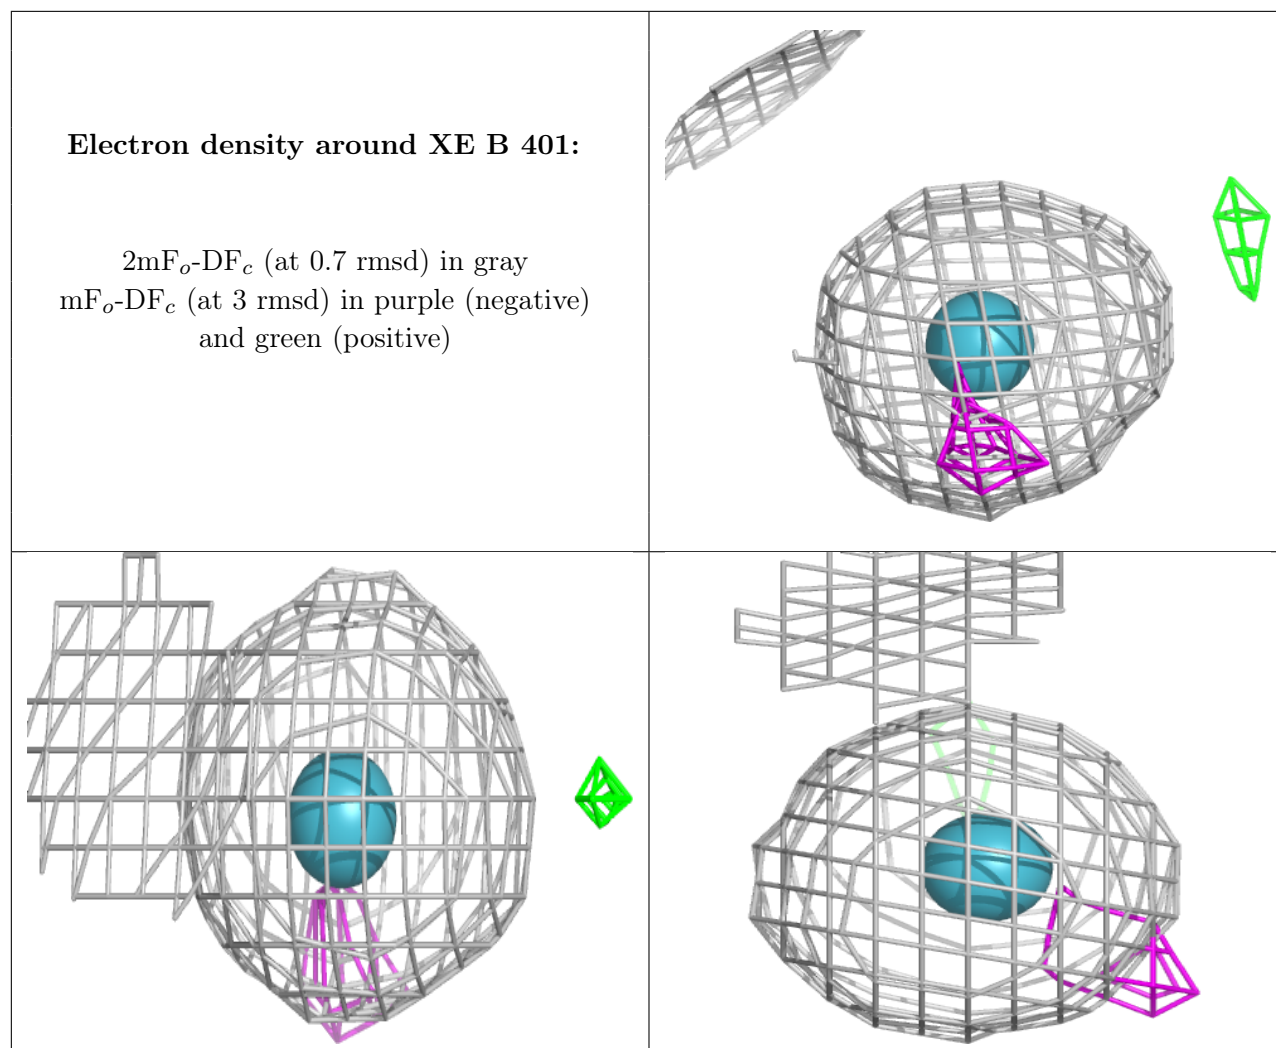 Electron density around XE B 401:
2mFo-DFc (at 0.7 rmsd) in gray
mFo-DFc (at 3 rmsd) in purple (negative)
and green (positive)